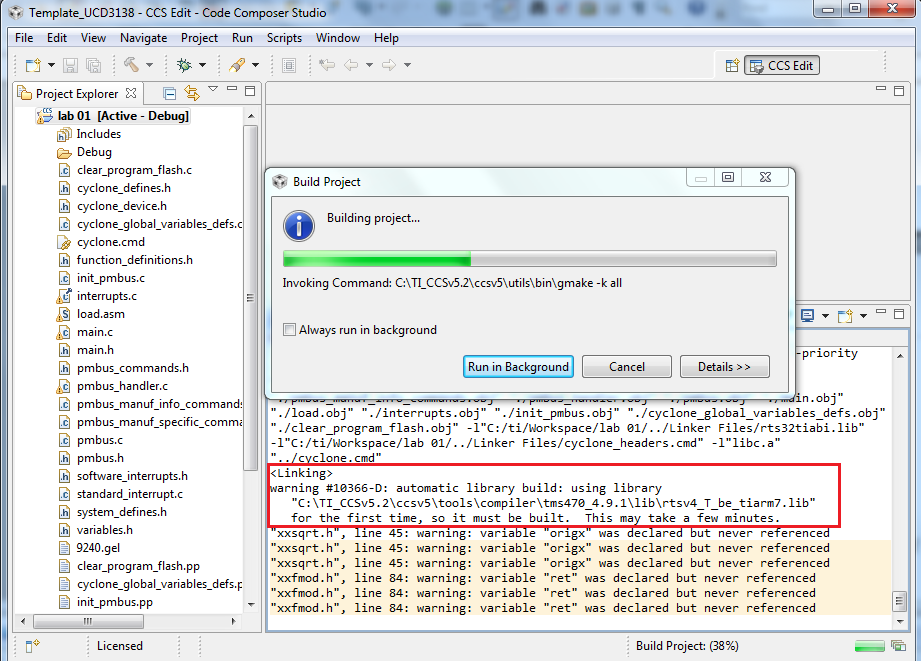 Template_UCD3138 - CCS Edit - Code Composer Studio
File Edit View Navigate Project Run Scripts Window Help
CCS Edit
Project Explorer
lab 01 [Active - Debug]
Includes
Debug
clear_program_flash.c
cyclone_defines.h
cyclone_device.h
cyclone_global_variables_defs.c
cyclone.cmd
function_definitions.h
init_pmbus.c
interrupts.c
load.asm
main.c
main.h
pmbus_commands.h
pmbus_handler.c
pmbus_manuf_info_commands
pmbus_manuf_specific_comma
pmbus.c
pmbus.h
software_interrupts.h
standard_interrupt.c
system_defines.h
variables.h
9240.gel
clear_program_flash.pp
cyclone_global_variables_defs.p
init_pmbus.pp
Build Project
Building project...
Invoking Command: C:\TI_CCSv5.2\ccsv5\utils\bin\gmake -k all
Always run in background
Run in Background Cancel Details >>
-priority
"./load.obj" "./interrupts.obj" "./init_pmbus.obj" "./cyclone_global_variables_defs.obj"
"./clear_program_flash.obj" -l"C:/ti/Workspace/lab 01/../Linker Files/rts32tiabi.lib"
-l"C:/ti/Workspace/lab 01/../Linker Files/cyclone_headers.cmd" -l"libc.a"
"../cyclone.cmd"
<Linking>
warning #10366-D: automatic library build: using library
"C:\TI_CCSv5.2\ccsv5\tools\compiler\tms470_4.9.1\lib\rtsv4_T_be_tiarm7.lib"
for the first time, so it must be built.  This may take a few minutes.
"xxsqrt.h", line 45: warning: variable "origx" was declared but never referenced
"xxsqrt.h", line 45: warning: variable "origx" was declared but never referenced
"xxsqrt.h", line 45: warning: variable "origx" was declared but never referenced
"xxfmod.h", line 84: warning: variable "ret" was declared but never referenced
"xxfmod.h", line 84: warning: variable "ret" was declared but never referenced
"xxfmod.h", line 84: warning: variable "ret" was declared but never referenced
Licensed
Build Project: (38%)